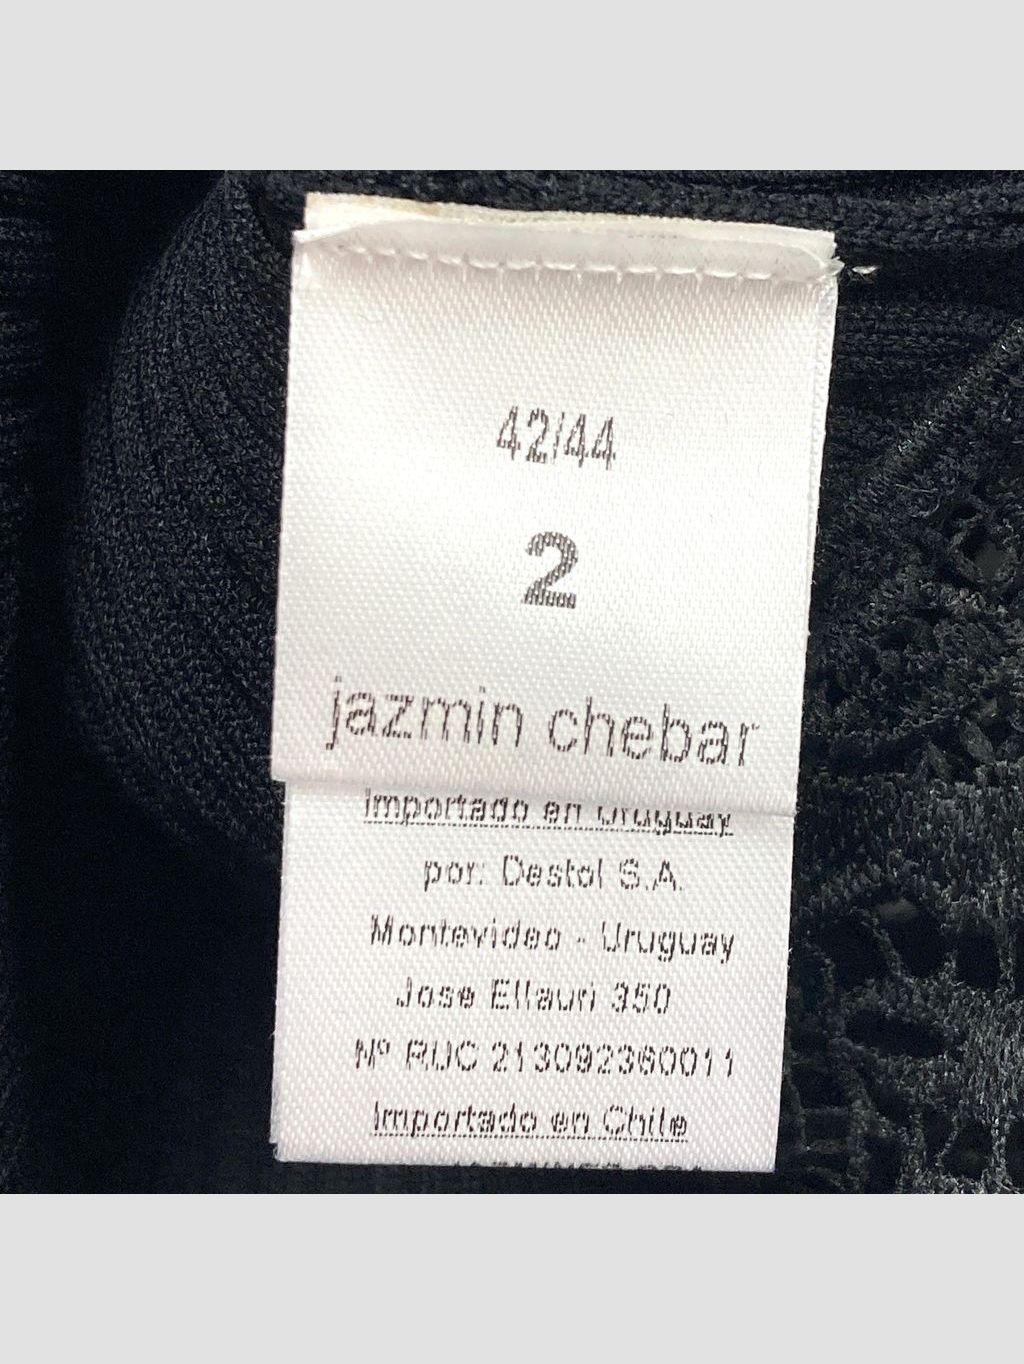 42/44
2
jazmin chebar
Importado en Uruguay
por: Destol S.A.
Montevideo - Uruguay
Jose Ellauri 350
Nº RUC 213092360011
Importado en Chile